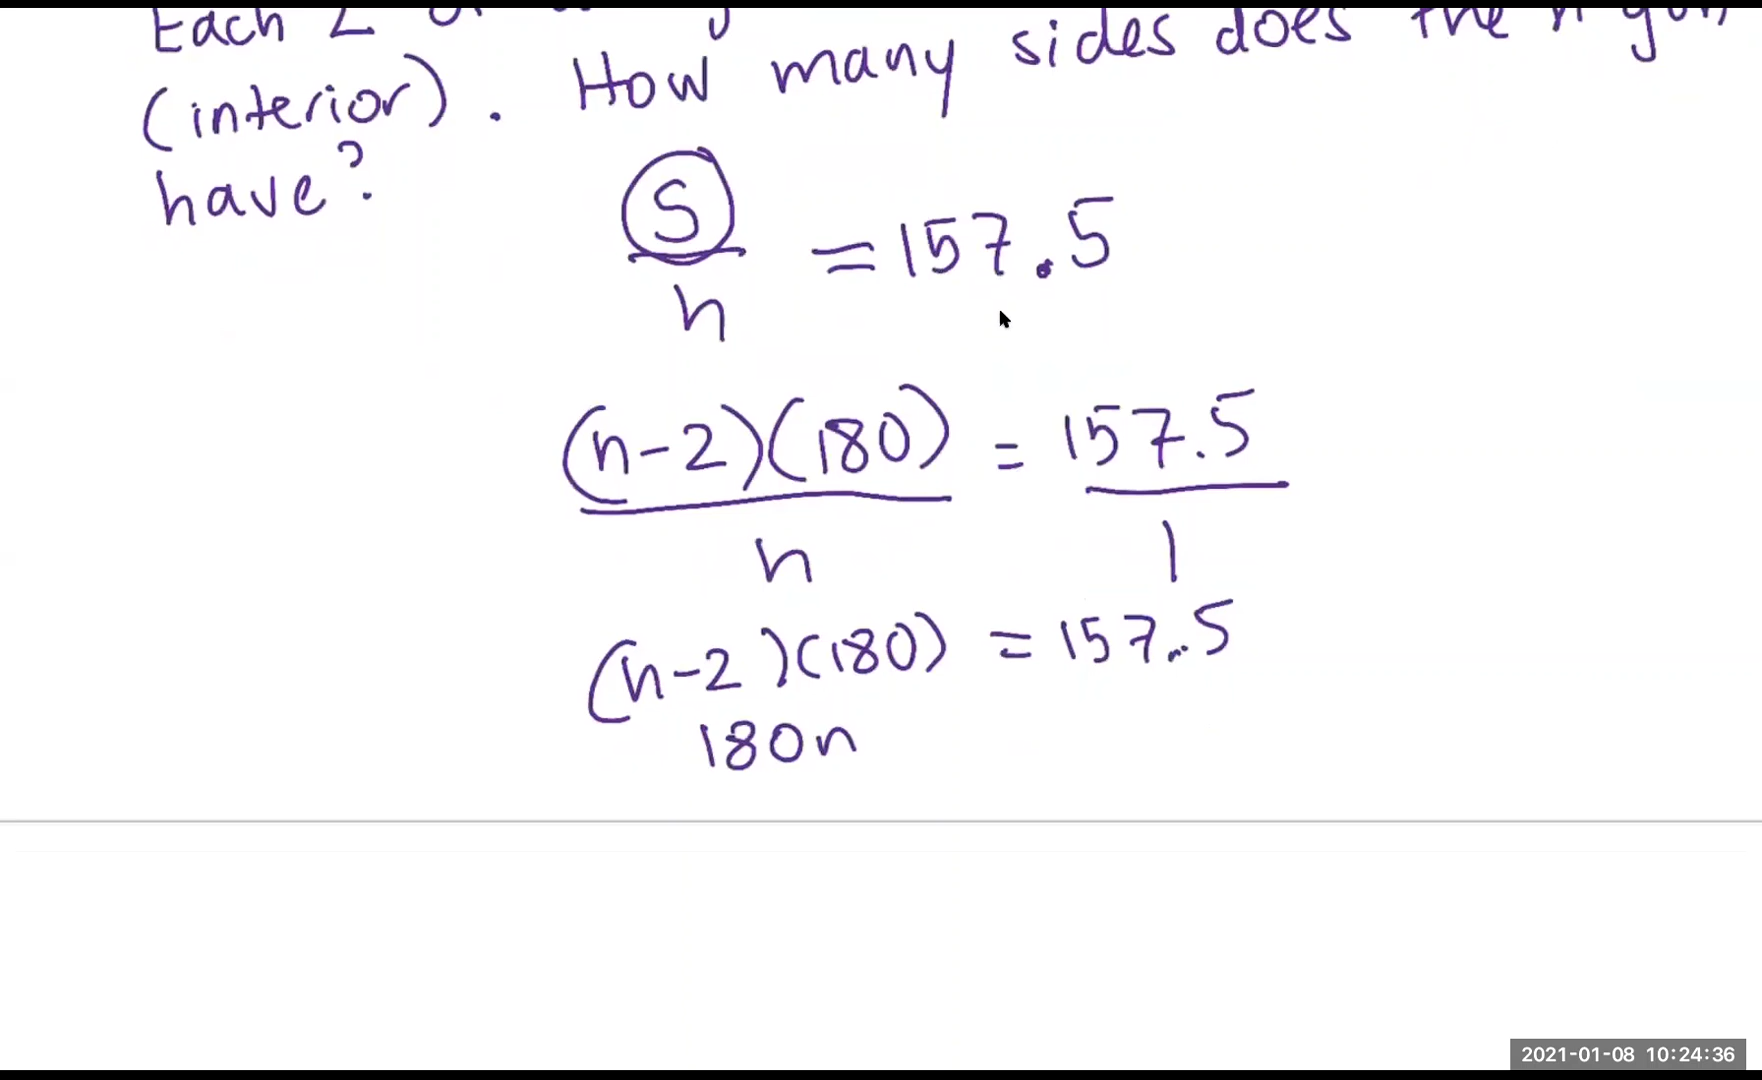 Each ∠
(interior). How many sides does the n-gon
have?
S/n = 157.5
(n-2)(180)/n = 157.5/1
(n-2)(180) = 157.5
180n
2021-01-08 10:24:36